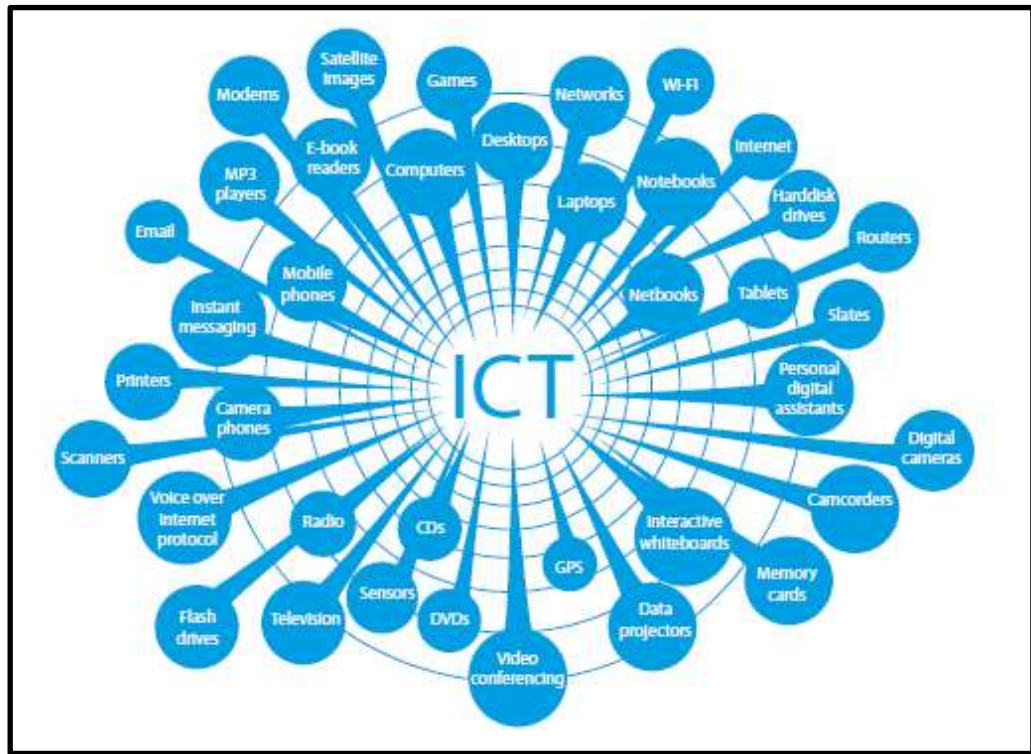 Satellite
images
Games
Modems
Networks
Wi-Fi
E-book
readers
Desktops
Internet
MP3
players
Computers
Notebooks
Laptops
Harddisk
drives
Email
Routers
Mobile
phones
Netbooks
Tablets
Instant
messaging
Slates
Printers
ICT
Personal
digital
assistants
Camera
phones
Scanners
Digital
cameras
Voice over
Internet
protocol
Radio
CDs
Interactive
whiteboards
Camcorders
GPS
Memory
cards
Sensors
Flash
drives
Television
DVDs
Data
projectors
Video
conferencing